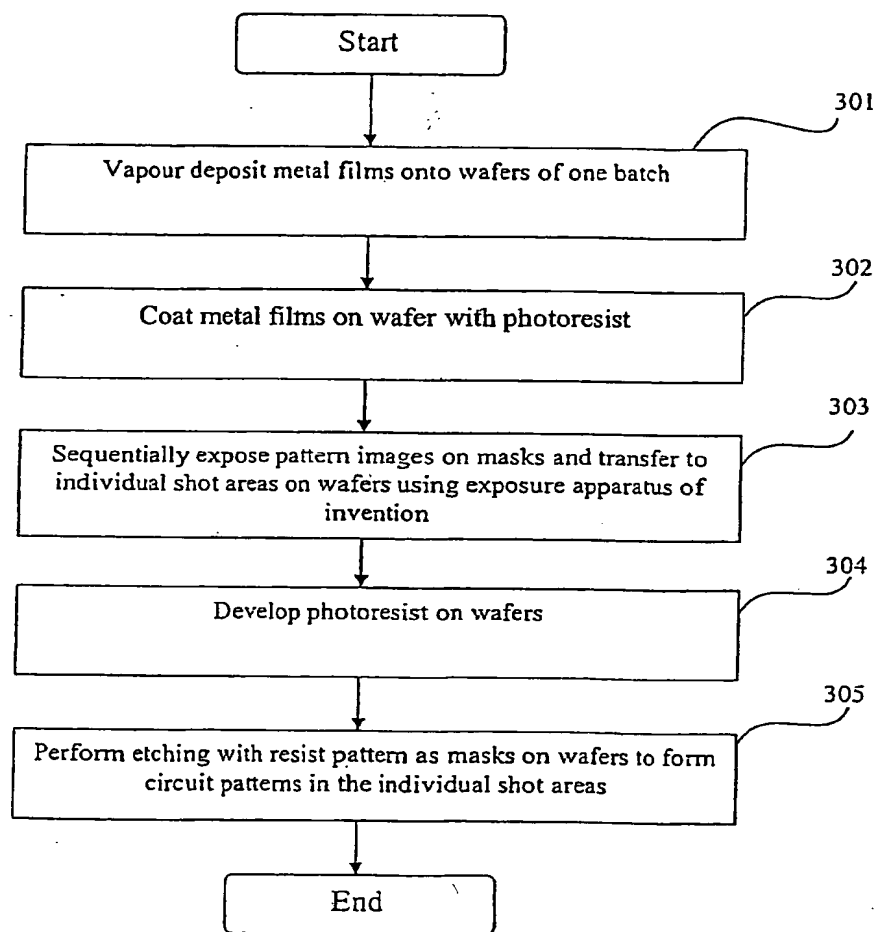 Start
301
Vapour deposit metal films onto wafers of one batch
302
Coat metal films on wafer with photoresist
303
Sequentially expose pattern images on masks and transfer to
individual shot areas on wafers using exposure apparatus of
invention
304
Develop photoresist on wafers
305
Perform etching with resist pattern as masks on wafers to form
circuit patterns in the individual shot areas
End